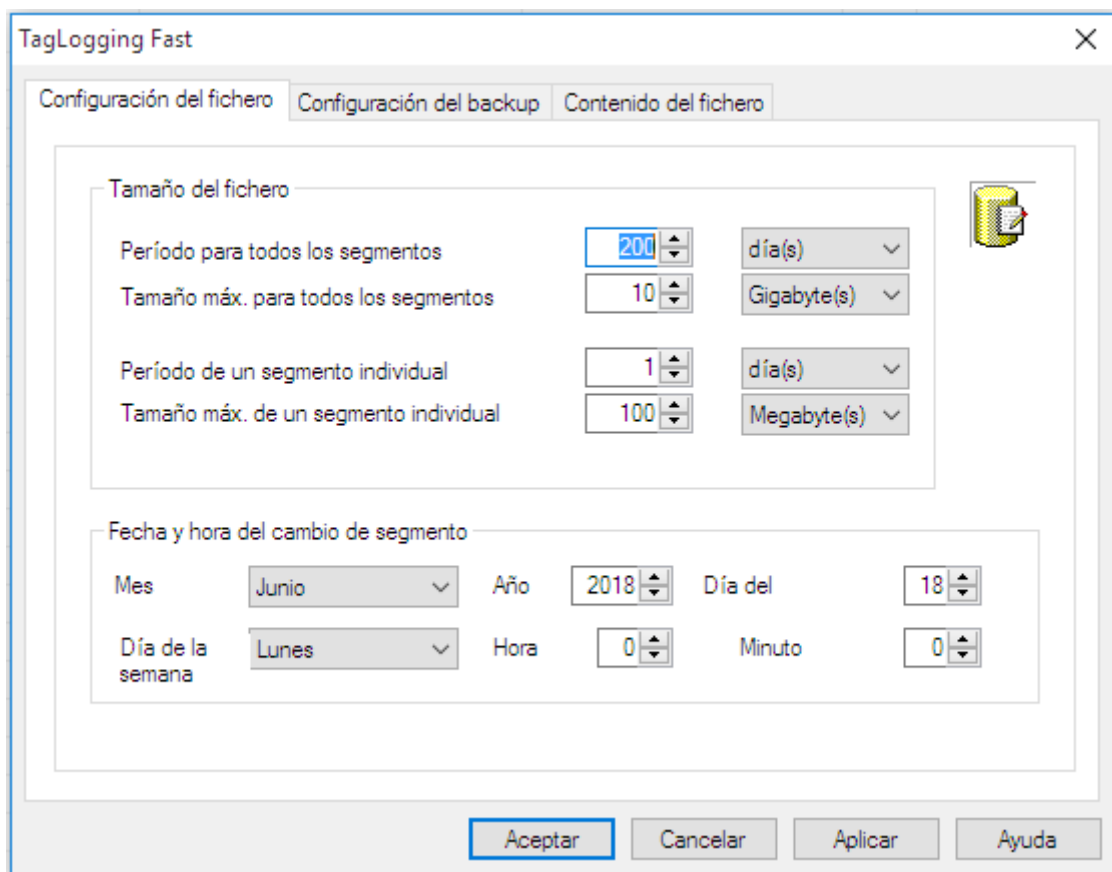 TagLogging Fast
Configuración del fichero Configuración del backup Contenido del fichero
Tamaño del fichero
Período para todos los segmentos 200 día(s)
Tamaño máx. para todos los segmentos 10 Gigabyte(s)
Período de un segmento individual 1 día(s)
Tamaño máx. de un segmento individual 100 Megabyte(s)
Fecha y hora del cambio de segmento
Mes Junio Año 2018 Día del 18
Día de la semana Lunes Hora 0 Minuto 0
Aceptar Cancelar Aplicar Ayuda